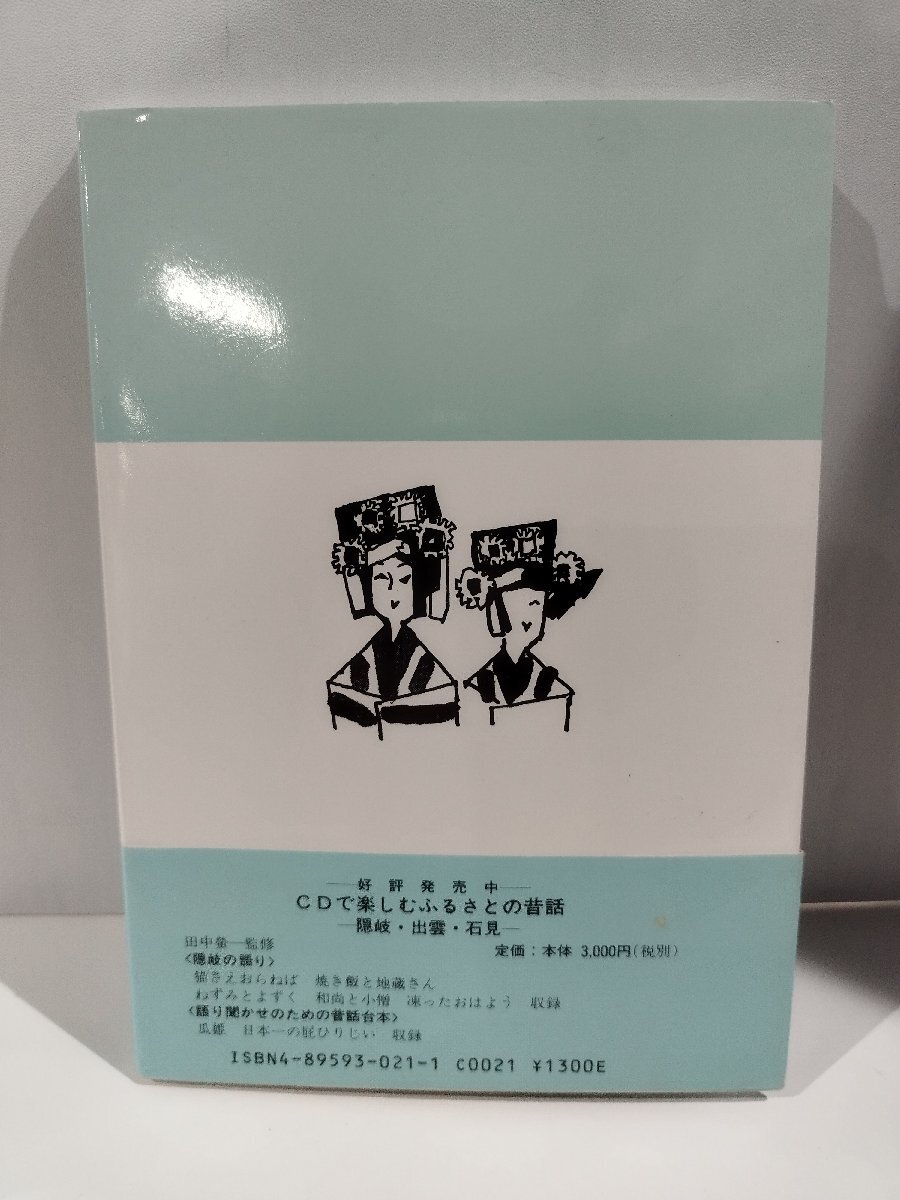 ──好評発売中──
CDで楽しむふるさとの昔話
─隠岐・出雲・石見─
田中瑩一監修 定価：本体 3,000円（税別）
〈隠岐の語り〉
猫さえおらねば 焼き飯と地蔵さん
ねずみとよずく 和尚と小僧 凍ったおはよう 収録
〈語り聞かせのための昔話台本〉
瓜姫 日本一の屁ひりじい 収録
ISBN4-89593-021-1 C0021 ¥1300E